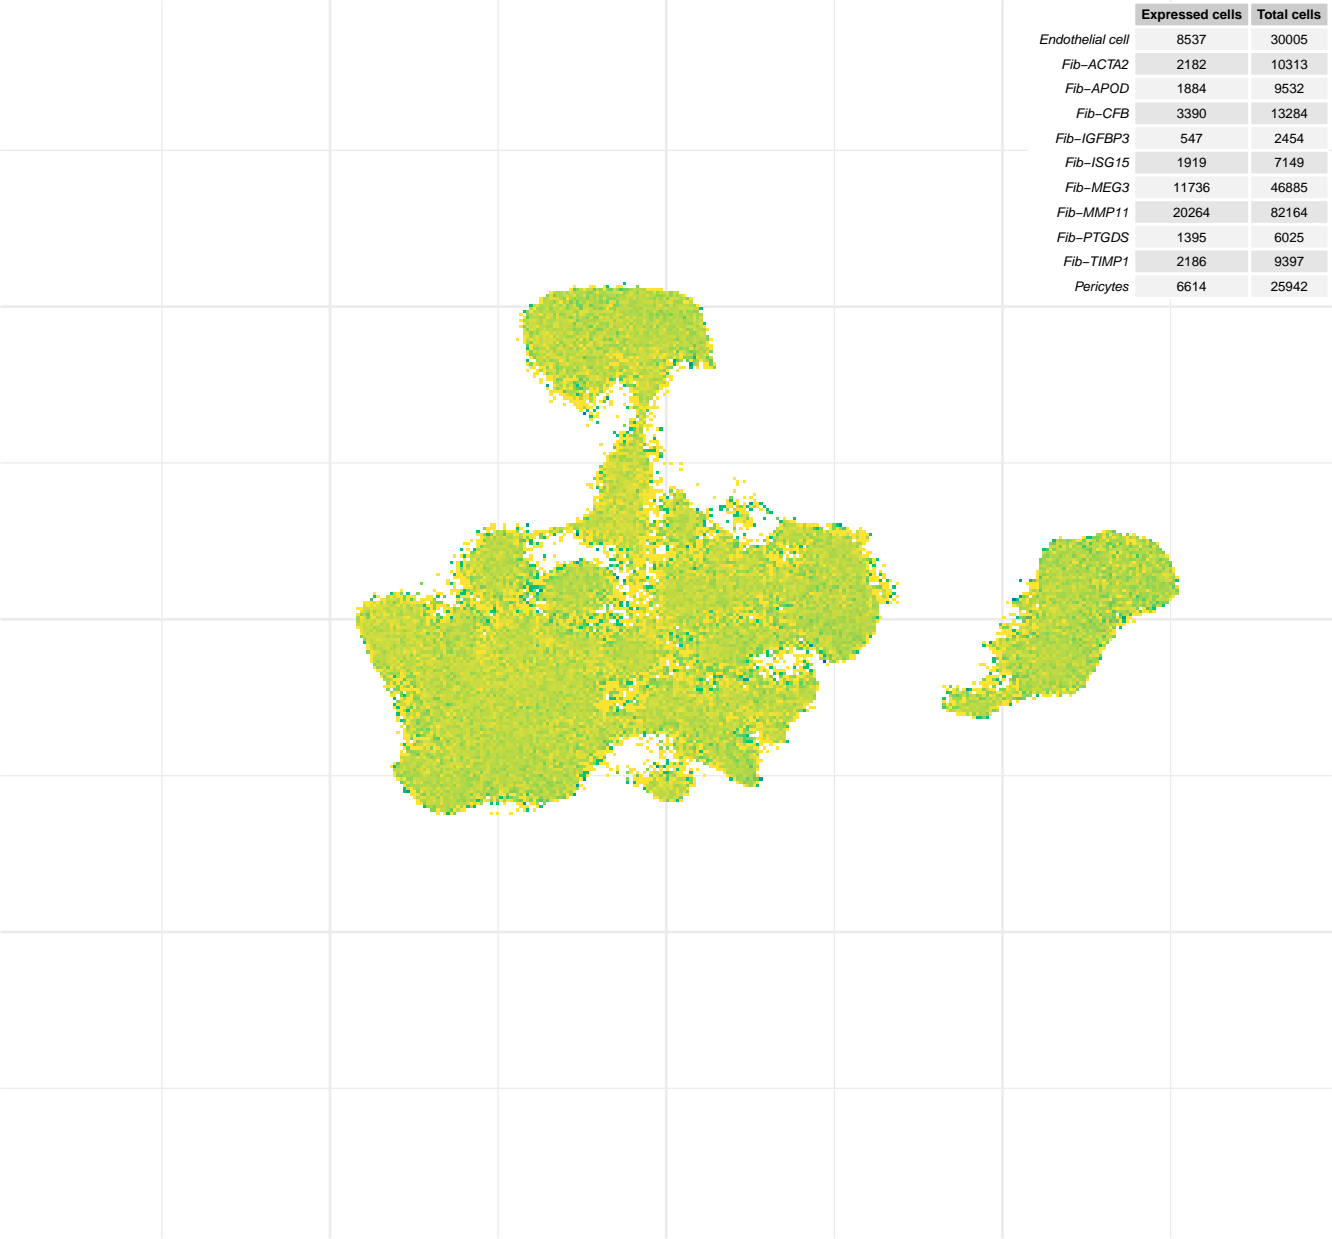 Expressed cells Total cells
Endothelial cell 8537 30005
Fib−ACTA2 2182 10313
Fib−APOD 1884 9532
Fib−CFB 3390 13284
Fib−IGFBP3 547 2454
Fib−ISG15 1919 7149
Fib−MEG3 11736 46885
Fib−MMP11 20264 82164
Fib−PTGDS 1395 6025
Fib−TIMP1 2186 9397
Pericytes 6614 25942